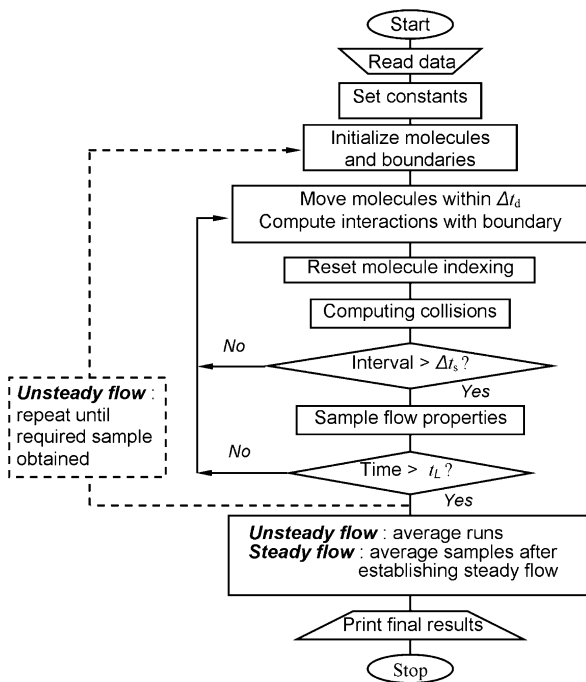 Start
Read data
Set constants
Initialize molecules
and boundaries
Move molecules within Δtd
Compute interactions with boundary
Reset molecule indexing
Computing collisions
No
Interval > Δts?
Yes
Unsteady flow :
repeat until
required sample
obtained
Sample flow properties
No
Time > tL?
Yes
Unsteady flow : average runs
Steady flow : average samples after
establishing steady flow
Print final results
Stop